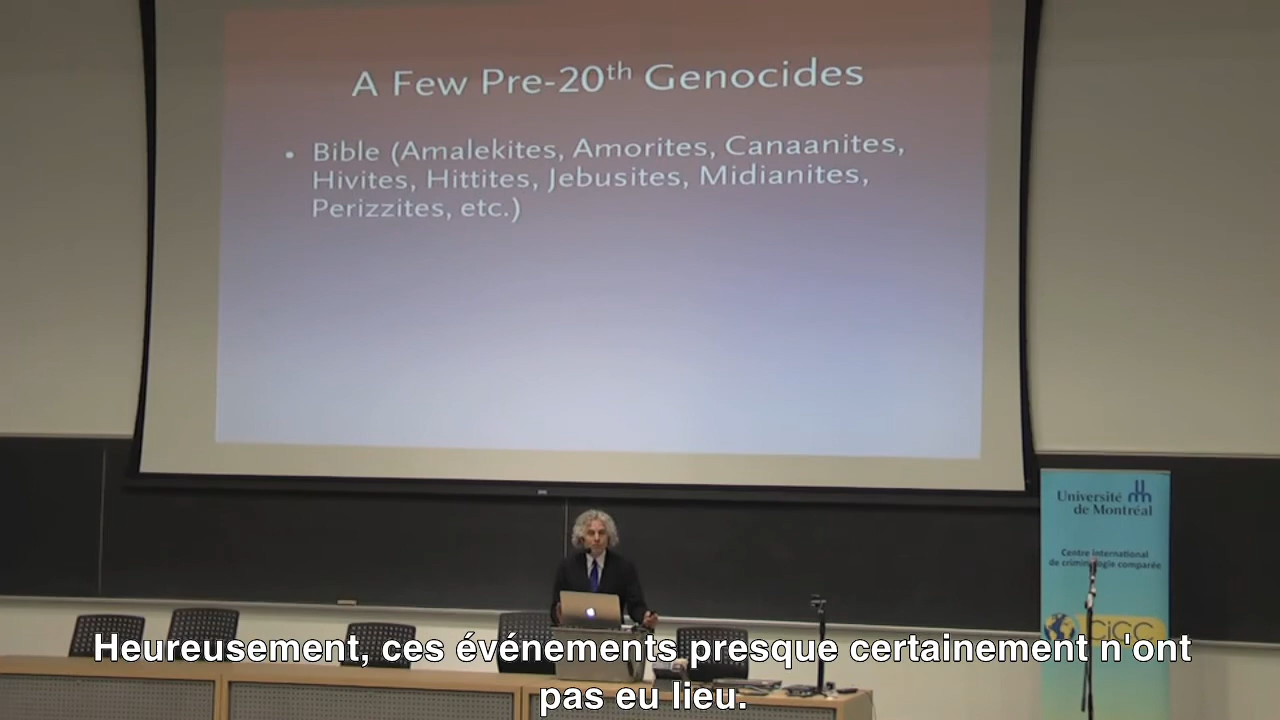 A Few Pre-20th Genocides
• Bible (Amalekites, Amorites, Canaanites,
Hivites, Hittites, Jebusites, Midianites,
Perizzites, etc.)
Université
de Montréal
Centre international
de criminologie comparée
CiCC
Heureusement, ces événements presque certainement n'ont
pas eu lieu.